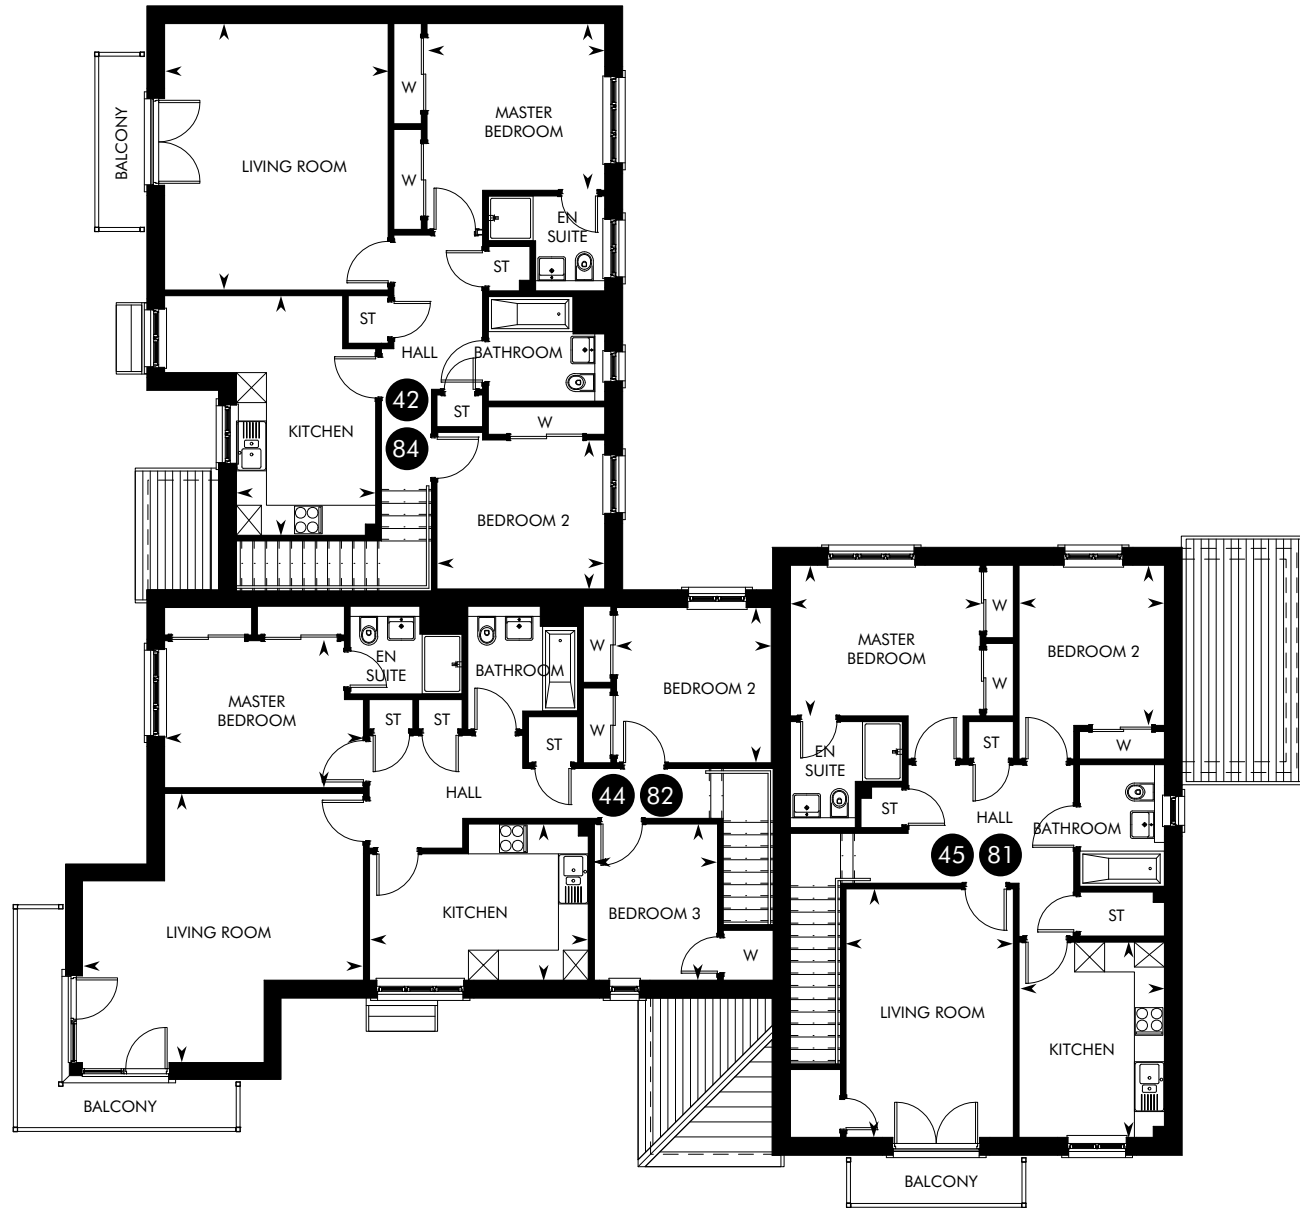 BALCONY
LIVING ROOM
W
W
MASTER
BEDROOM
EN
SUITE
ST
ST
HALL
BATHROOM
42
ST
W
KITCHEN
84
BEDROOM 2
MASTER
BEDROOM
EN
SUITE
BATHROOM
W
W
BEDROOM 2
ST
ST
ST
HALL
44
82
LIVING ROOM
KITCHEN
BEDROOM 3
W
BALCONY
MASTER
BEDROOM
W
W
BEDROOM 2
W
EN
SUITE
ST
ST
HALL
BATHROOM
45
81
ST
LIVING ROOM
KITCHEN
BALCONY